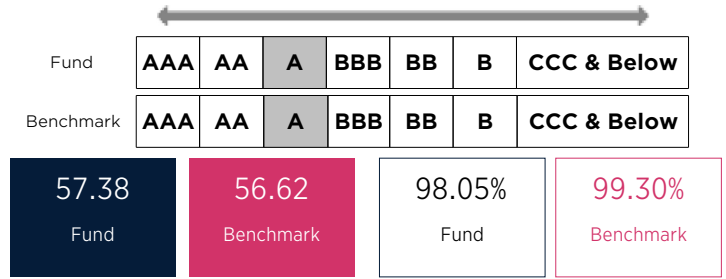 Fund AAA AA A BBB BB B CCC & Below
Benchmark AAA AA A BBB BB B CCC & Below
57.38 56.62 98.05% 99.30%
Fund Benchmark Fund Benchmark